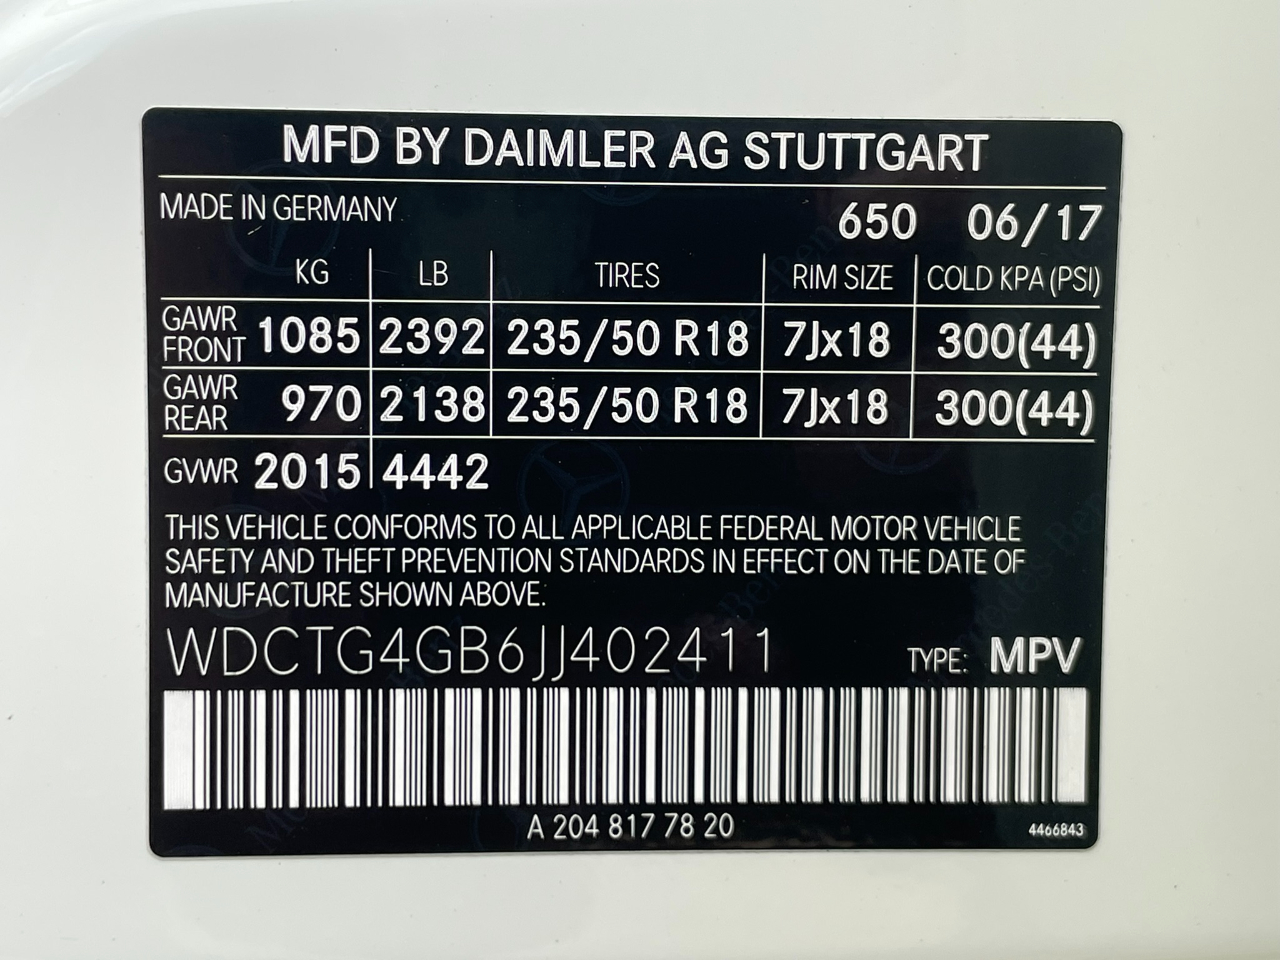 MFD BY DAIMLER AG STUTTGART
MADE IN GERMANY 650 06/17
KG LB TIRES RIM SIZE COLD KPA (PSI)
GAWR FRONT 1085 2392 235/50 R18 7Jx18 300(44)
GAWR REAR 970 2138 235/50 R18 7Jx18 300(44)
GVWR 2015 4442
THIS VEHICLE CONFORMS TO ALL APPLICABLE FEDERAL MOTOR VEHICLE
SAFETY AND THEFT PREVENTION STANDARDS IN EFFECT ON THE DATE OF
MANUFACTURE SHOWN ABOVE.
WDCTG4GB6JJ402411 TYPE: MPV
A 204 817 78 20 4466843